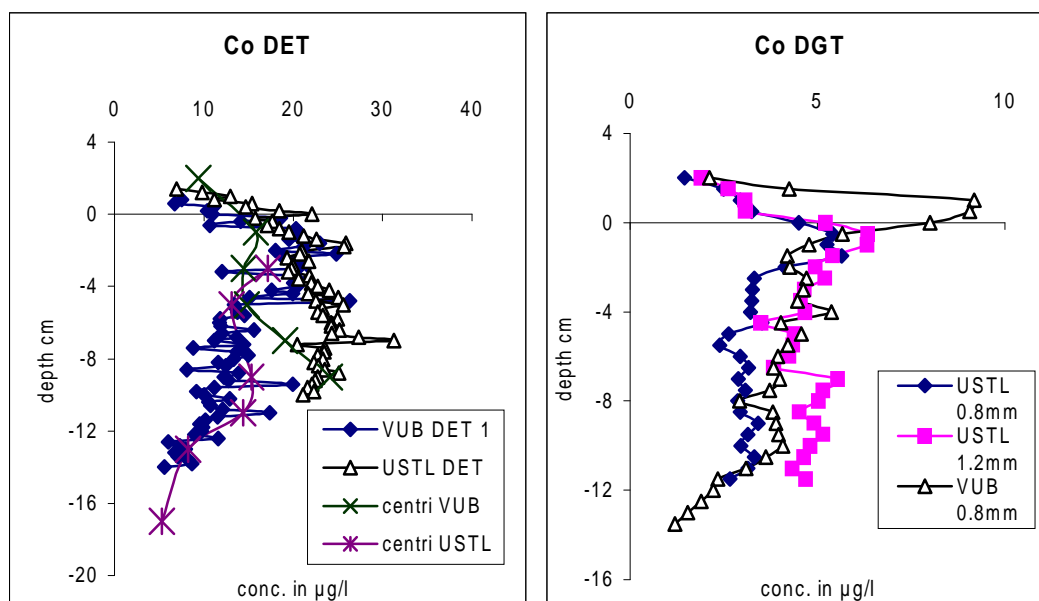 Co DET
0 10 20 30 40
4
0
-4
-8
-12
-16
-20
depth cm
conc. in µg/l
VUB DET 1
USTL DET
centri VUB
centri USTL
Co DGT
0 5 10
4
0
-4
-8
-12
-16
depth cm
conc. in µg/l
USTL
0.8mm
USTL
1.2mm
VUB
0.8mm